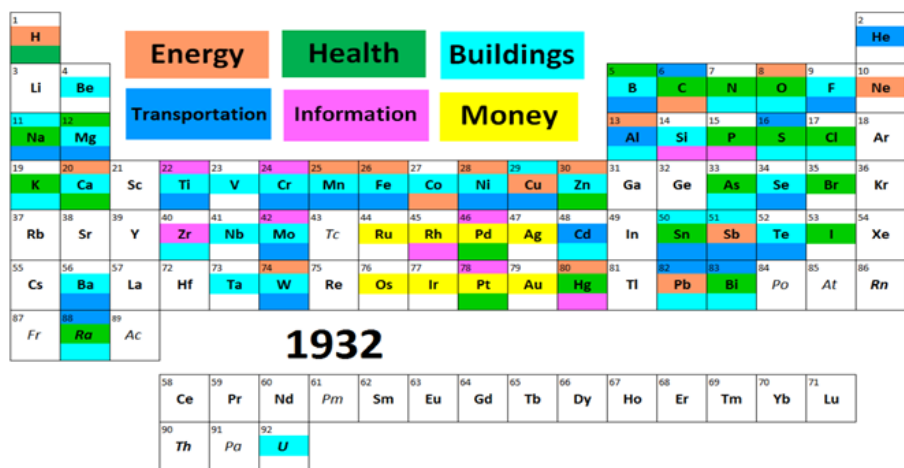 1 2
H He
Energy Health Buildings
3 4 5 6 7 8 9 10
Li Be B C N O F Ne
Transportation Information Money
11 12 13 14 15 16 17 18
Na Mg Al Si P S Cl Ar
19 20 21 22 23 24 25 26 27 28 29 30 31 32 33 34 35 36
K Ca Sc Ti V Cr Mn Fe Co Ni Cu Zn Ga Ge As Se Br Kr
37 38 39 40 41 42 43 44 45 46 47 48 49 50 51 52 53 54
Rb Sr Y Zr Nb Mo Tc Ru Rh Pd Ag Cd In Sn Sb Te I Xe
55 56 57 72 73 74 75 76 77 78 79 80 81 82 83 84 85 86
Cs Ba La Hf Ta W Re Os Ir Pt Au Hg Tl Pb Bi Po At Rn
87 88 89
Fr Ra Ac
1932
58 59 60 61 62 63 64 65 66 67 68 69 70 71
Ce Pr Nd Pm Sm Eu Gd Tb Dy Ho Er Tm Yb Lu
90 91 92
Th Pa U